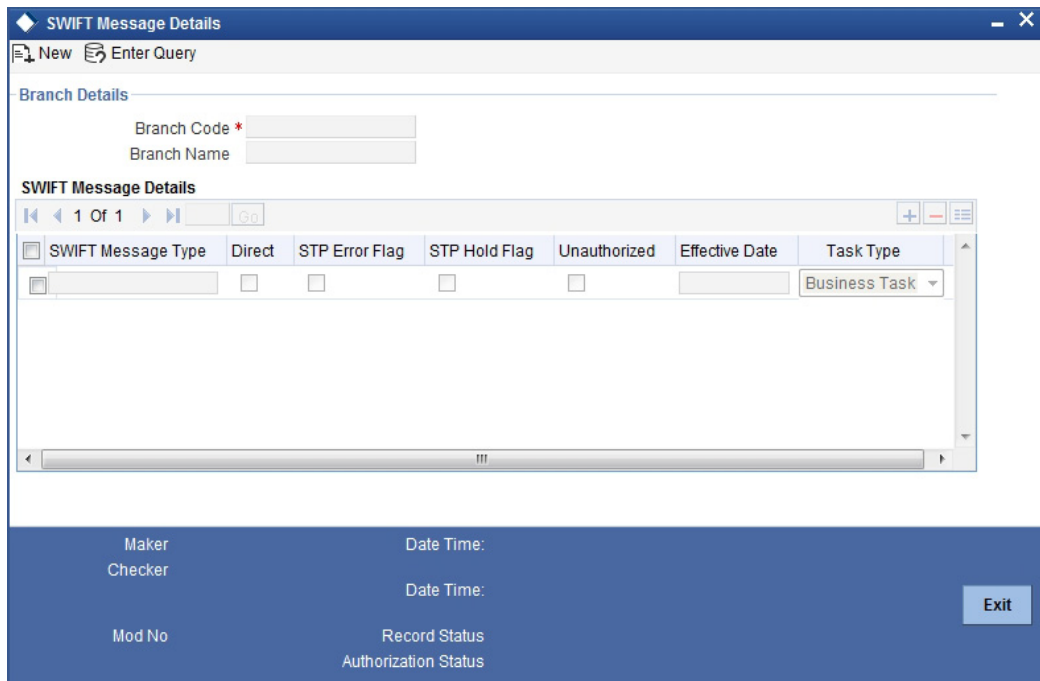 SWIFT Message Details
New Enter Query
Branch Details
Branch Code *
Branch Name
SWIFT Message Details
1 Of 1 Go
SWIFT Message Type Direct STP Error Flag STP Hold Flag Unauthorized Effective Date Task Type
Business Task
Maker Date Time:
Checker
Date Time:
Exit
Mod No Record Status
Authorization Status